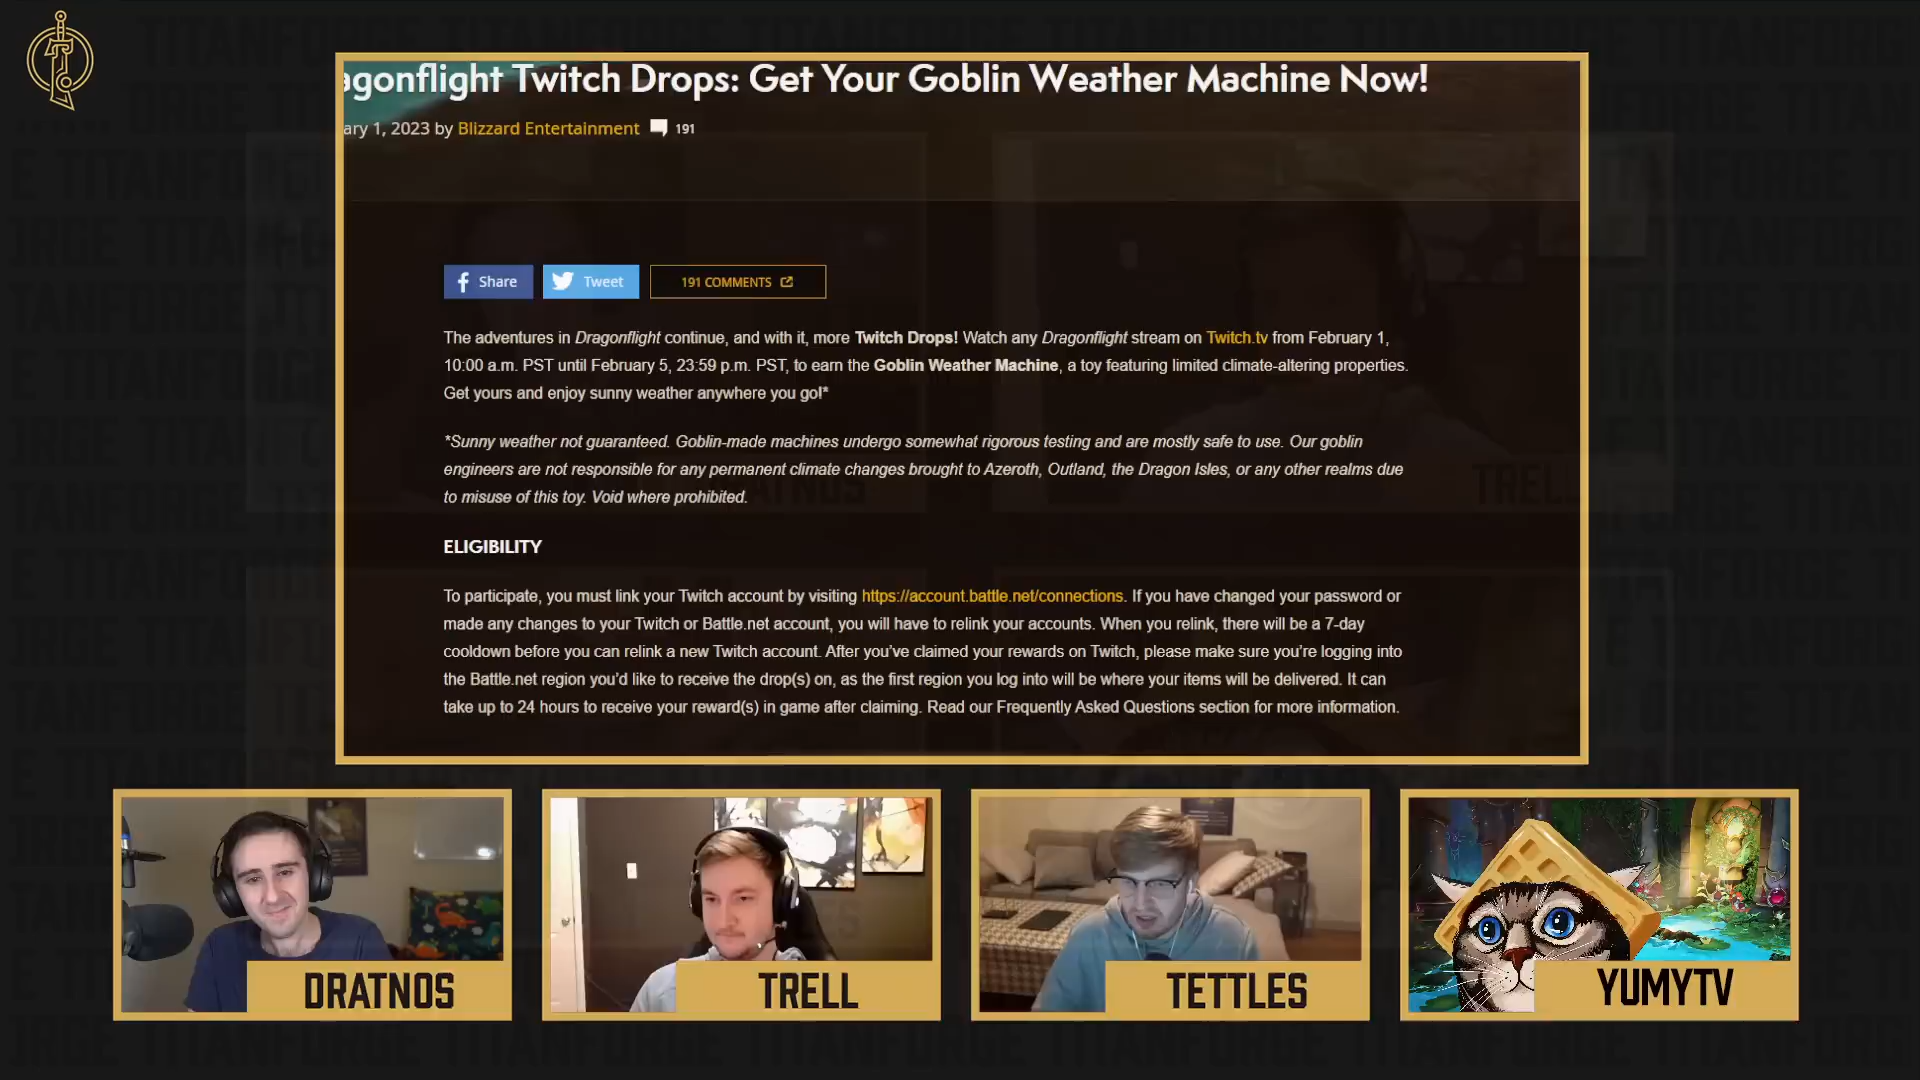 agonflight Twitch Drops: Get Your Goblin Weather Machine Now!
ary 1, 2023 by Blizzard Entertainment 191
Share Tweet 191 COMMENTS
The adventures in Dragonflight continue, and with it, more Twitch Drops! Watch any Dragonflight stream on Twitch.tv from February 1,
10:00 a.m. PST until February 5, 23:59 p.m. PST, to earn the Goblin Weather Machine, a toy featuring limited climate-altering properties.
Get yours and enjoy sunny weather anywhere you go!*
*Sunny weather not guaranteed. Goblin-made machines undergo somewhat rigorous testing and are mostly safe to use. Our goblin
engineers are not responsible for any permanent climate changes brought to Azeroth, Outland, the Dragon Isles, or any other realms due
to misuse of this toy. Void where prohibited.
ELIGIBILITY
To participate, you must link your Twitch account by visiting https://account.battle.net/connections. If you have changed your password or
made any changes to your Twitch or Battle.net account, you will have to relink your accounts. When you relink, there will be a 7-day
cooldown before you can relink a new Twitch account. After you've claimed your rewards on Twitch, please make sure you're logging into
the Battle.net region you'd like to receive the drop(s) on, as the first region you log into will be where your items will be delivered. It can
take up to 24 hours to receive your reward(s) in game after claiming. Read our Frequently Asked Questions section for more information.
DRATNOS
TRELL
TETTLES
YUMYTV